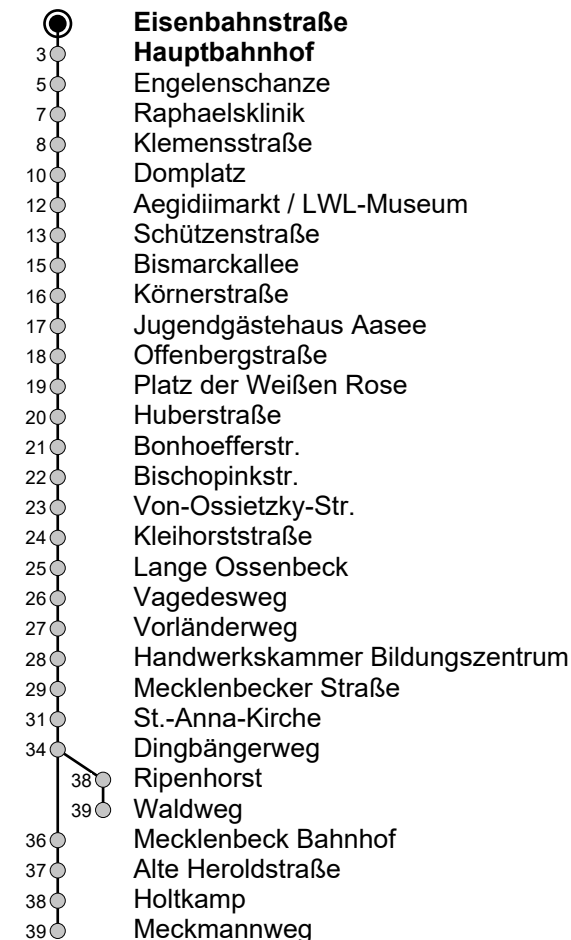 Eisenbahnstraße
3 Hauptbahnhof
5 Engelenschanze
7 Raphaelsklinik
8 Klemensstraße
10 Domplatz
12 Aegidiimarkt / LWL-Museum
13 Schützenstraße
15 Bismarckallee
16 Körnerstraße
17 Jugendgästehaus Aasee
18 Offenbergstraße
19 Platz der Weißen Rose
20 Huberstraße
21 Bonhoefferstr.
22 Bischopinkstr.
23 Von-Ossietzky-Str.
24 Kleihorststraße
25 Lange Ossenbeck
26 Vagedesweg
27 Vorländerweg
28 Handwerkskammer Bildungszentrum
29 Mecklenbecker Straße
31 St.-Anna-Kirche
34 Dingbängerweg
38 Ripenhorst
39 Waldweg
36 Mecklenbeck Bahnhof
37 Alte Heroldstraße
38 Holtkamp
39 Meckmannweg